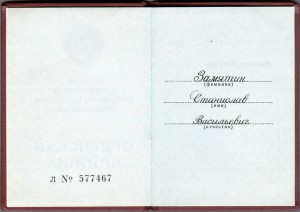 Л № 577467
Замятин
(фамилия)
Станислав
(имя)
Васильевич
(отчество)